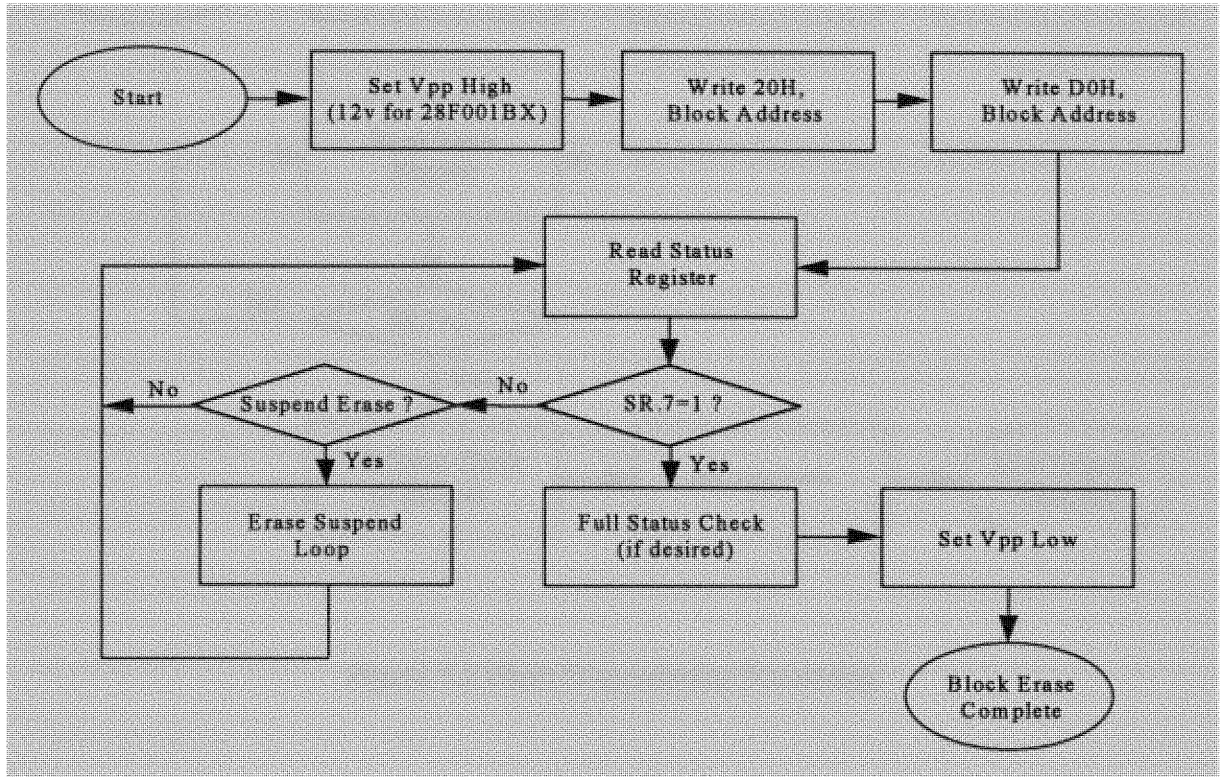 Start
Set Vpp High
(12v for 28F001BX)
Write 20H,
Block Address
Write D0H,
Block Address
Read Status
Register
No
Suspend Erase ?
No
SR.7=1 ?
Yes
Yes
Erase Suspend
Loop
Full Status Check
(if desired)
Set Vpp Low
Block Erase
Complete